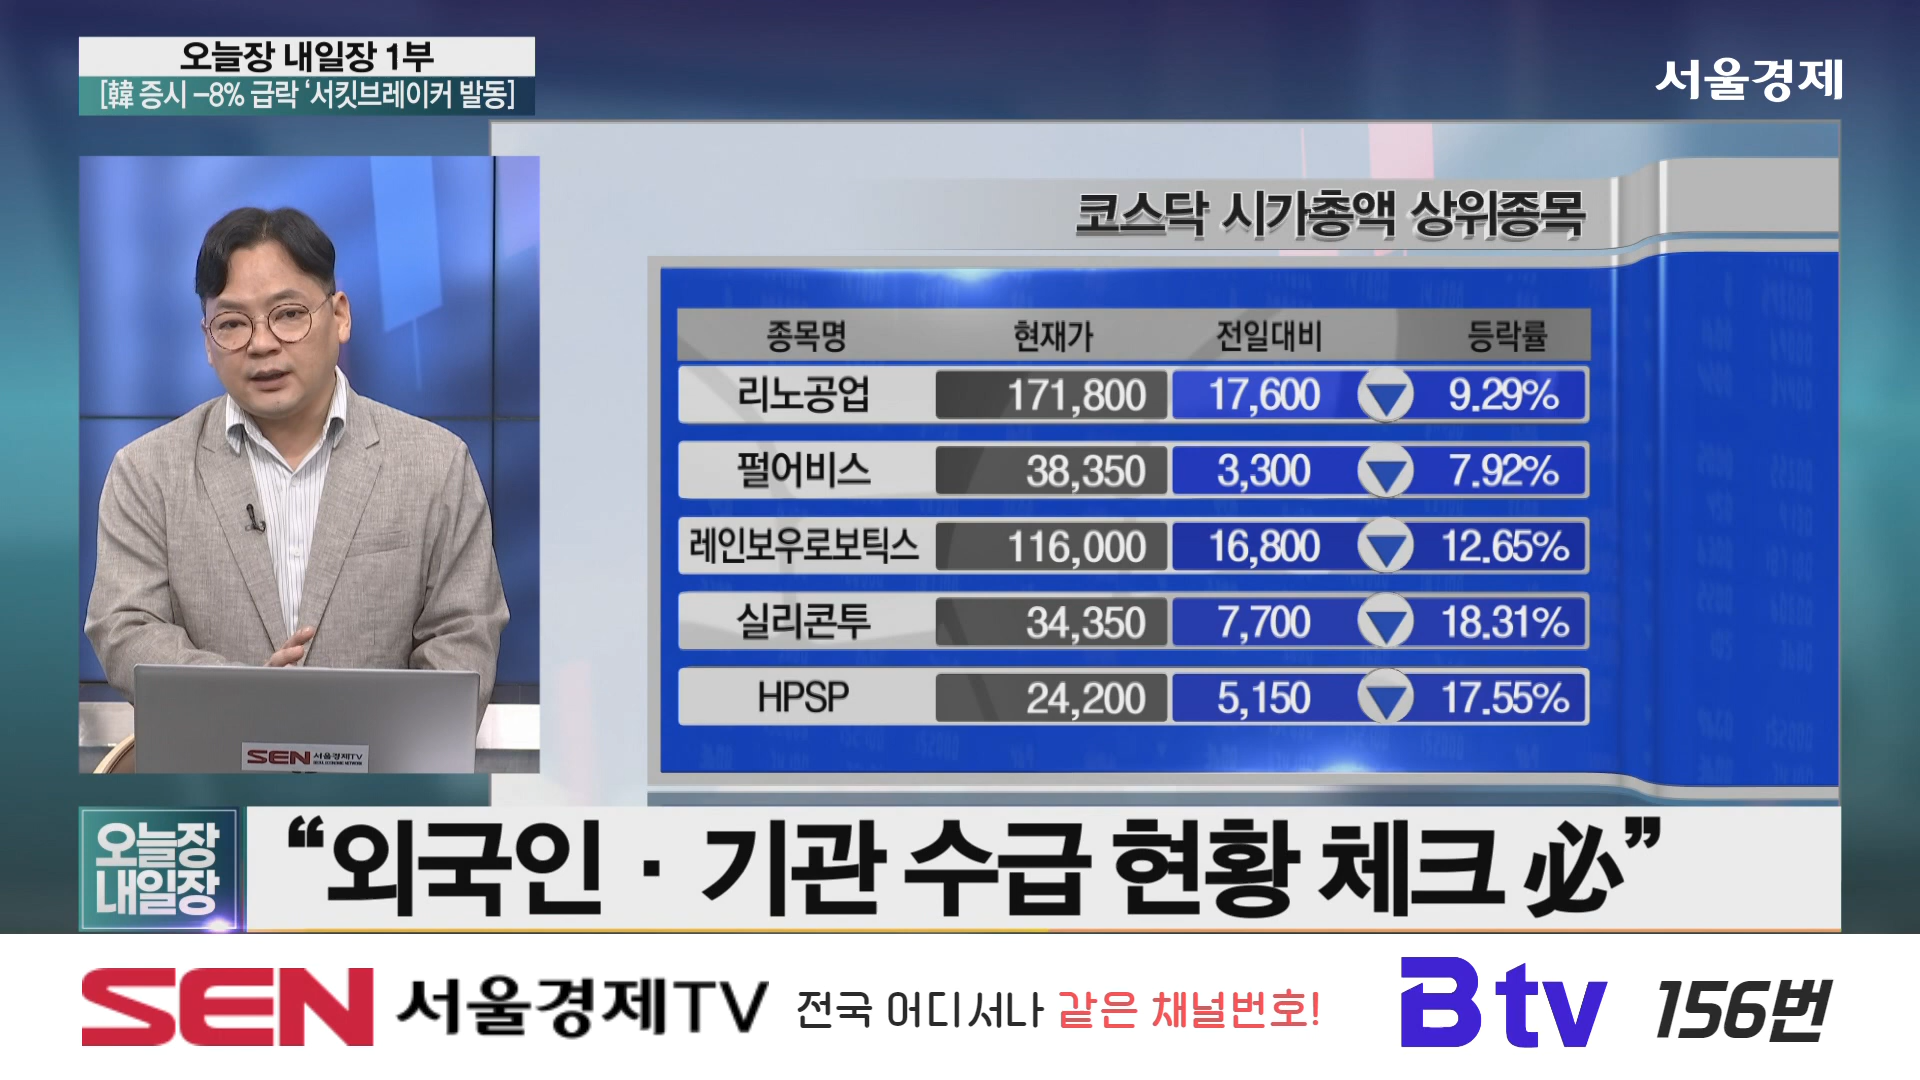 오늘장 내일장 1부
[韓 증시 -8% 급락 ‘서킷브레이커 발동]
서울경제
코스닥 시가총액 상위종목
종목명 현재가 전일대비 등락률
리노공업 171,800 17,600 ▼ 9.29%
펄어비스 38,350 3,300 ▼ 7.92%
레인보우로보틱스 116,000 16,800 ▼ 12.65%
실리콘투 34,350 7,700 ▼ 18.31%
HPSP 24,200 5,150 ▼ 17.55%
SEN 서울경제TV
오늘장
내일장
“외국인 · 기관 수급 현황 체크 必”
SEN 서울경제TV 전국 어디서나 같은 채널번호! B tv 156번